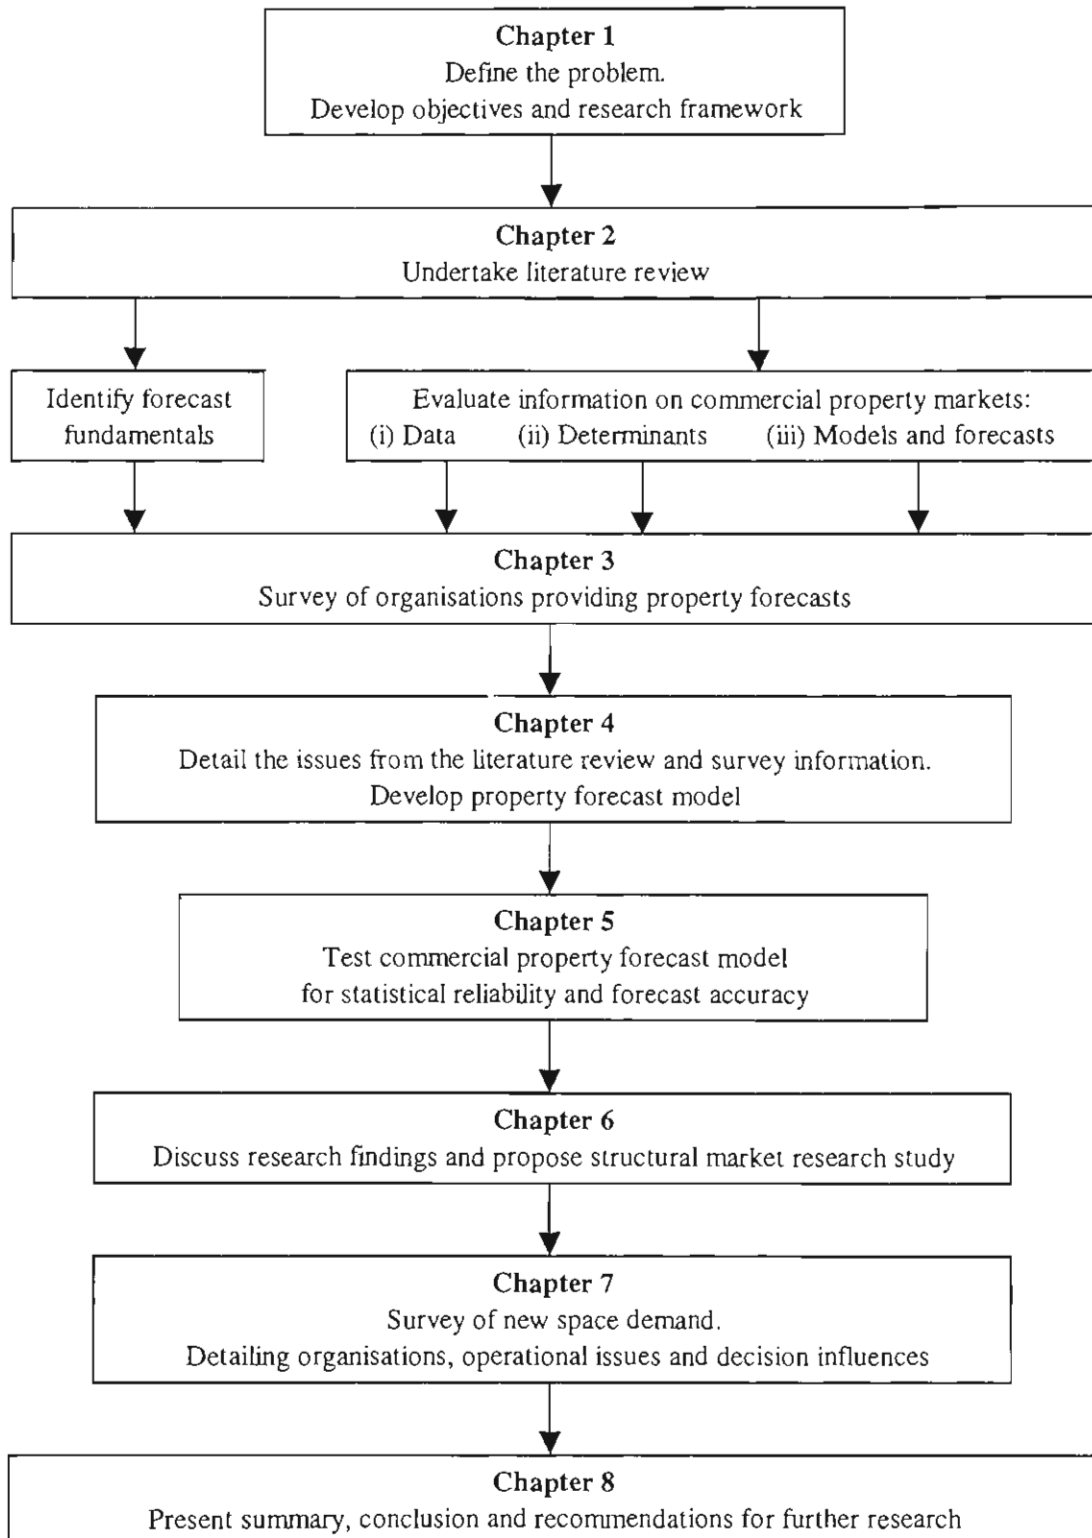 Chapter 1
Define the problem.
Develop objectives and research framework
Chapter 2
Undertake literature review
Identify forecast
fundamentals
Evaluate information on commercial property markets:
(i) Data (ii) Determinants (iii) Models and forecasts
Chapter 3
Survey of organisations providing property forecasts
Chapter 4
Detail the issues from the literature review and survey information.
Develop property forecast model
Chapter 5
Test commercial property forecast model
for statistical reliability and forecast accuracy
Chapter 6
Discuss research findings and propose structural market research study
Chapter 7
Survey of new space demand.
Detailing organisations, operational issues and decision influences
Chapter 8
Present summary, conclusion and recommendations for further research